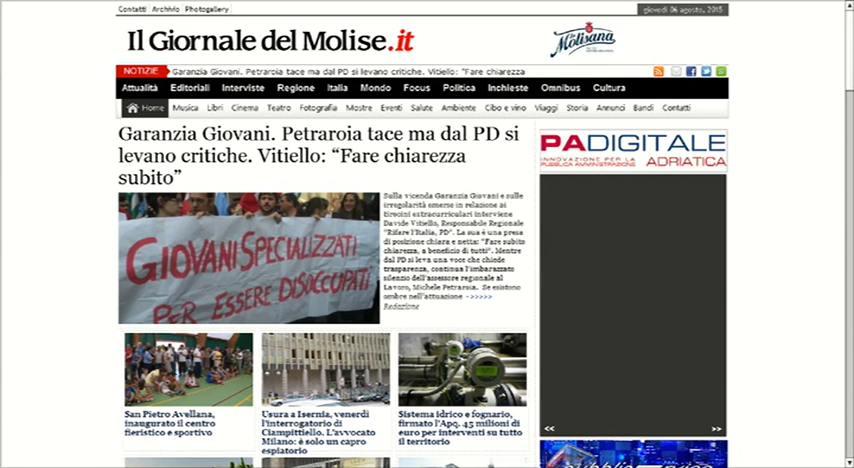 Contatti Archivio Photogallery
giovedì 06 agosto, 2015
Il Giornale del Molise.it
La Molisana
NOTIZIE
Garanzia Giovani. Petraroia tace ma dal PD si levano critiche. Vitiello: "Fare chiarezza
Attualità Editoriali Interviste Regione Italia Mondo Focus Politica Inchieste Omnibus Cultura
Home Musica Libri Cinema Teatro Fotografia Mostre Eventi Salute Ambiente Cibo e vino Viaggi Storia Annunci Bandi Contatti
Garanzia Giovani. Petraroia tace ma dal PD si
levano critiche. Vitiello: “Fare chiarezza
subito”
GIOVANI SPECIALIZZATI
PER ESSERE DISOCCUPATI
Sulla vicenda Garanzia Giovani e sulle
irregolarità emerse in relazione ai
tirocini extracurriculari interviene
Davide Vitiello, Responsabile Regionale
"Rifare l'Italia, PD". La sua è una presa
di posizione chiara e netta: "Fare subito
chiarezza, a beneficio di tutti". Mentre
dal PD si leva una voce che chiede
trasparenza, continua l'imbarazzato
silenzio dell'assessore regionale al
Lavoro, Michele Petraroia. Se esistono
ombre nell'attuazione ->>>>>
Redazione
PADIGITALE
INNOVAZIONE PER LA
PUBBLICA AMMINISTRAZIONE
ADRIATICA
<< >>
San Pietro Avellana,
inaugurato il centro
fieristico e sportivo
Usura a Isernia, venerdì
l'interrogatorio di
Ciampittiello. L'avvocato
Milano: è solo un capro
espiatorio
Sistema idrico e fognario,
firmato l'Apq. 45 milioni di
euro per interventi su tutto
il territorio